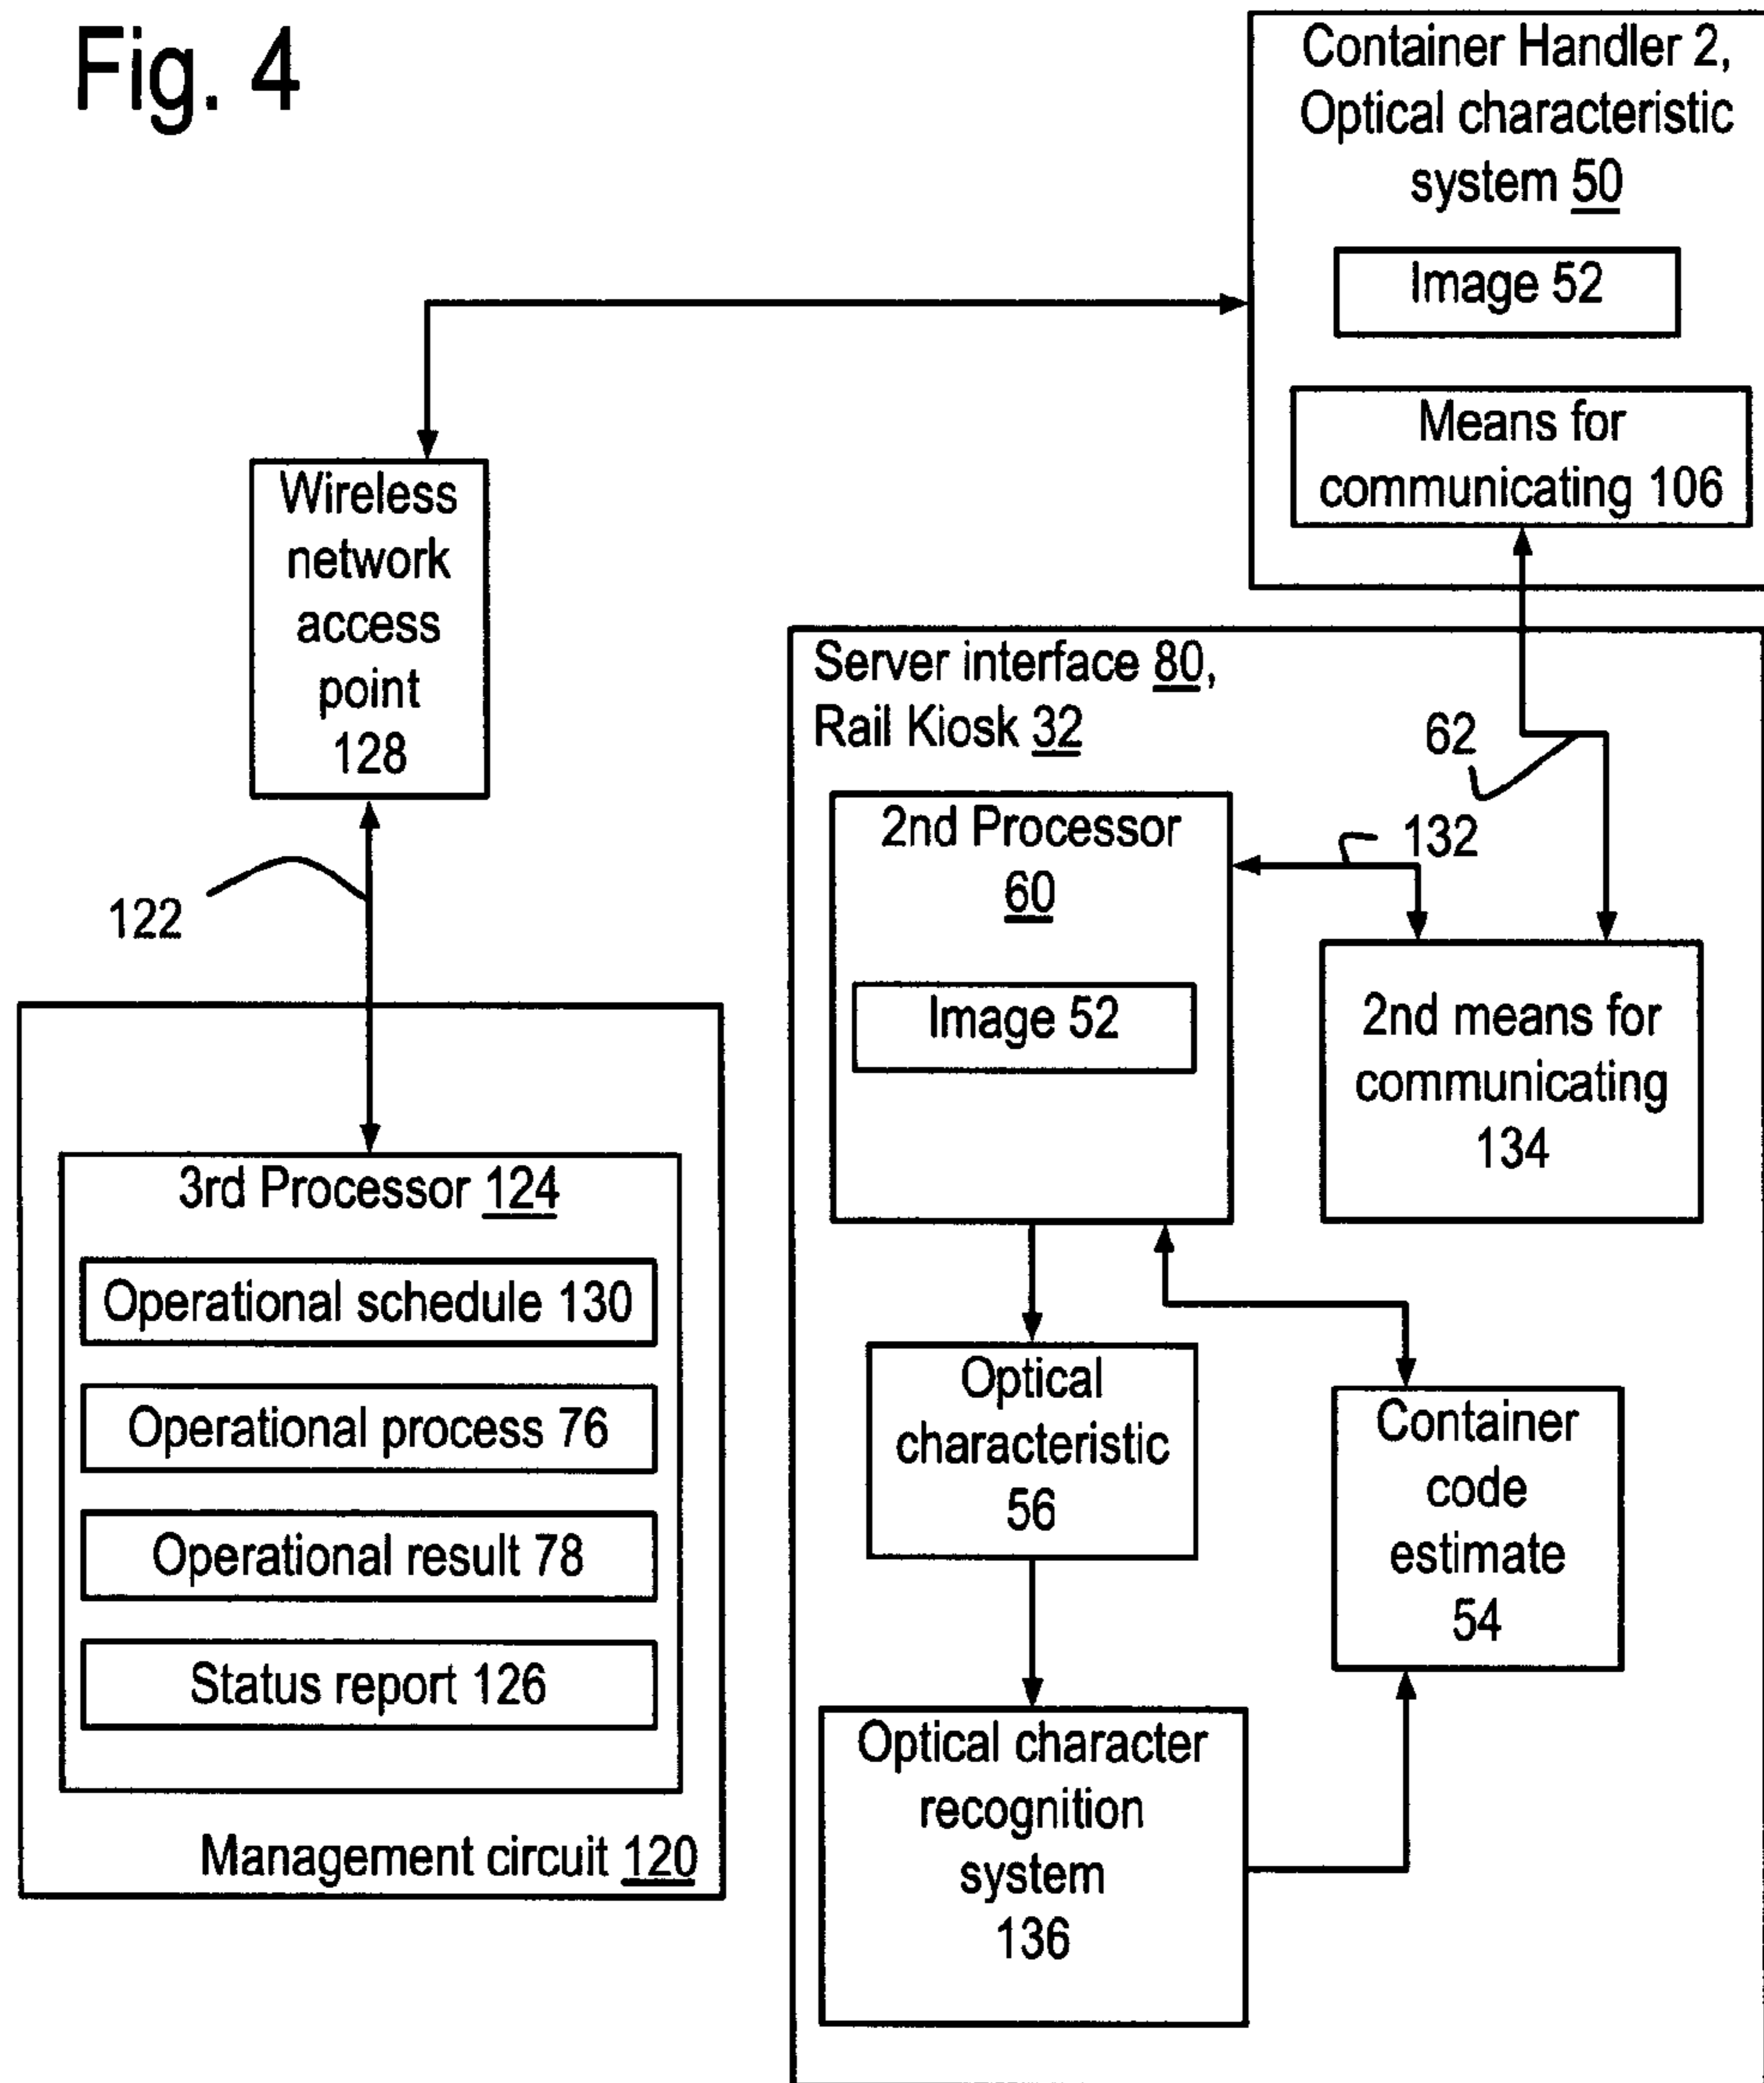 Fig. 4
Container Handler 2,
Optical characteristic
system 50
Image 52
Means for
communicating 106
Wireless
network
access
point
128
122
3rd Processor 124
Operational schedule 130
Operational process 76
Operational result 78
Status report 126
Management circuit 120
Server interface 80,
Rail Kiosk 32
62
132
2nd Processor
60
Image 52
2nd means for
communicating
134
Optical
characteristic
56
Container
code
estimate
54
Optical character
recognition
system
136